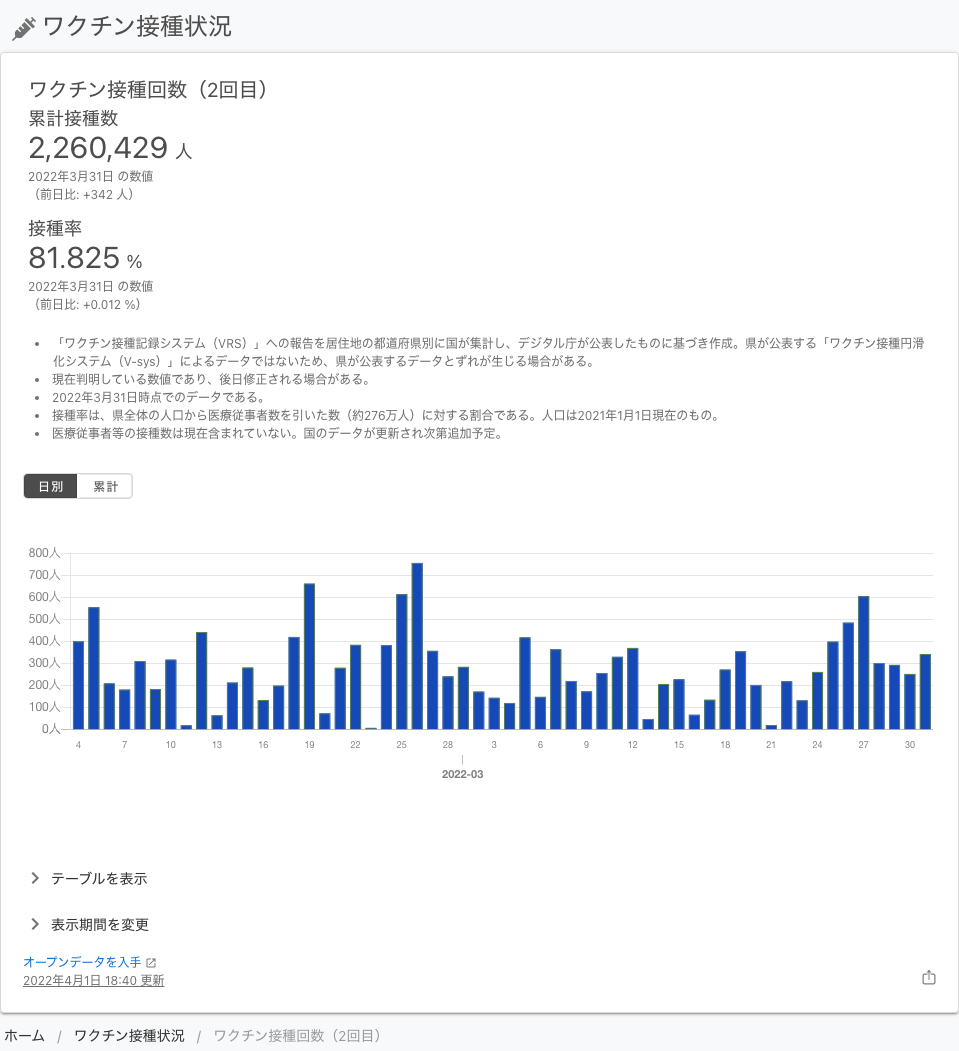 ワクチン接種状況
ワクチン接種回数（2回目）
累計接種数
2,260,429 人
2022年3月31日 の数値
（前日比: +342 人）
接種率
81.825 %
2022年3月31日 の数値
（前日比: +0.012 %）
「ワクチン接種記録システム（VRS）」への報告を居住地の都道府県別に国が集計し、デジタル庁が公表したものに基づき作成。県が公表する「ワクチン接種円滑
化システム（V-sys）」によるデータではないため、県が公表するデータとずれが生じる場合がある。
現在判明している数値であり、後日修正される場合がある。
2022年3月31日時点でのデータである。
接種率は、県全体の人口から医療従事者数を引いた数（約276万人）に対する割合である。人口は2021年1月1日現在のもの。
医療従事者等の接種数は現在含まれていない。国のデータが更新され次第追加予定。
日別 累計
800人
700人
600人
500人
400人
300人
200人
100人
0人
4 7 10 13 16 19 22 25 28 3 6 9 12 15 18 21 24 27 30
2022-03
テーブルを表示
表示期間を変更
オープンデータを入手
2022年4月1日 18:40 更新
ホーム / ワクチン接種状況 / ワクチン接種回数（2回目）